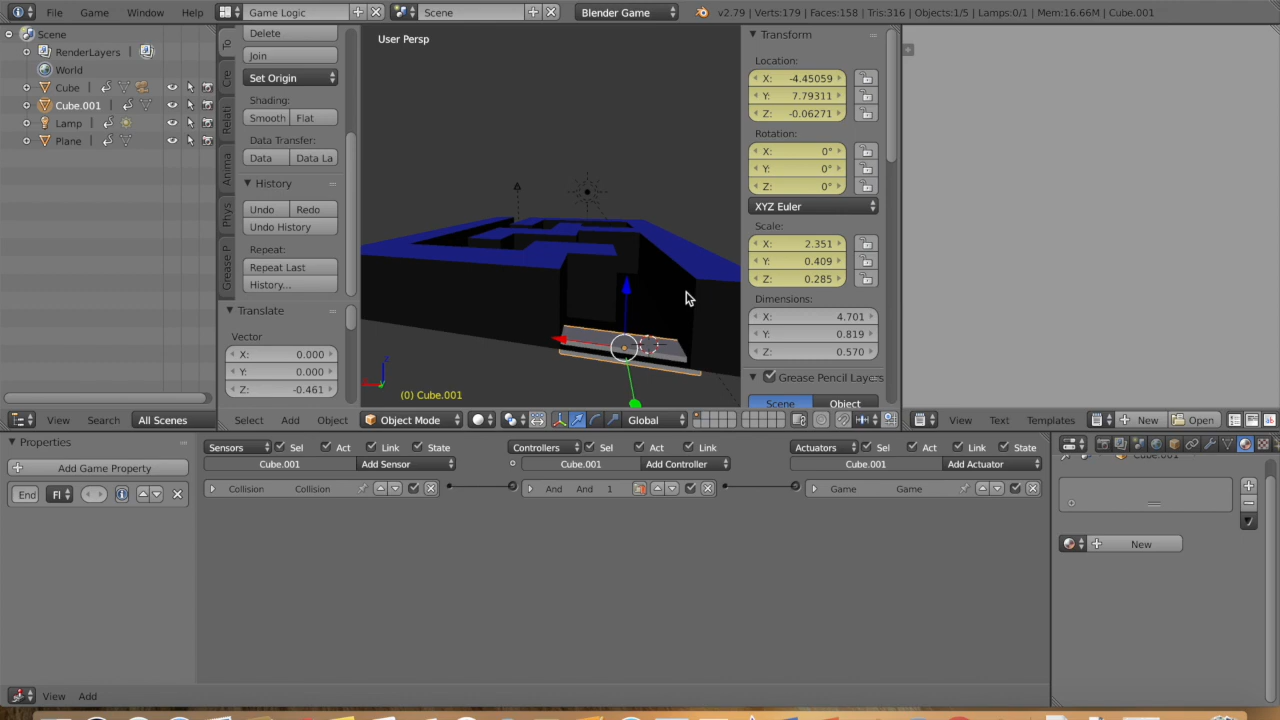 File Game Window Help Game Logic Scene Blender Game v2.79 | Verts:179 | Faces:158 | Tris:316 | Objects:1/5 | Lamps:0/1 | Mem:16.66M | Cube.001
Scene
RenderLayers
World
Cube
Cube.001
Lamp
Plane
View Search All Scenes
To
Cre
Relati
Anima
Phys
Grease P
Delete
Join
Set Origin
Shading:
Smooth Flat
Data Transfer:
Data Data La
History
Undo Redo
Undo History
Repeat:
Repeat Last
History...
Translate
Vector
X: 0.000
Y: 0.000
Z: -0.461
User Persp
(0) Cube.001
Select Add Object Object Mode Global
Transform
Location:
X: -4.45059
Y: 7.79311
Z: -0.06271
Rotation:
X: 0°
Y: 0°
Z: 0°
XYZ Euler
Scale:
X: 2.351
Y: 0.409
Z: 0.285
Dimensions:
X: 4.701
Y: 0.819
Z: 0.570
Grease Pencil Layers
Scene Object
View Text Templates New Open
Properties
Add Game Property
End Fl
Sensors Sel Act Link State
Cube.001 Add Sensor
Collision Collision
Controllers Sel Act Link
Cube.001 Add Controller
And And 1
Actuators Sel Act Link State
Cube.001 Add Actuator
Game Game
View Add
New